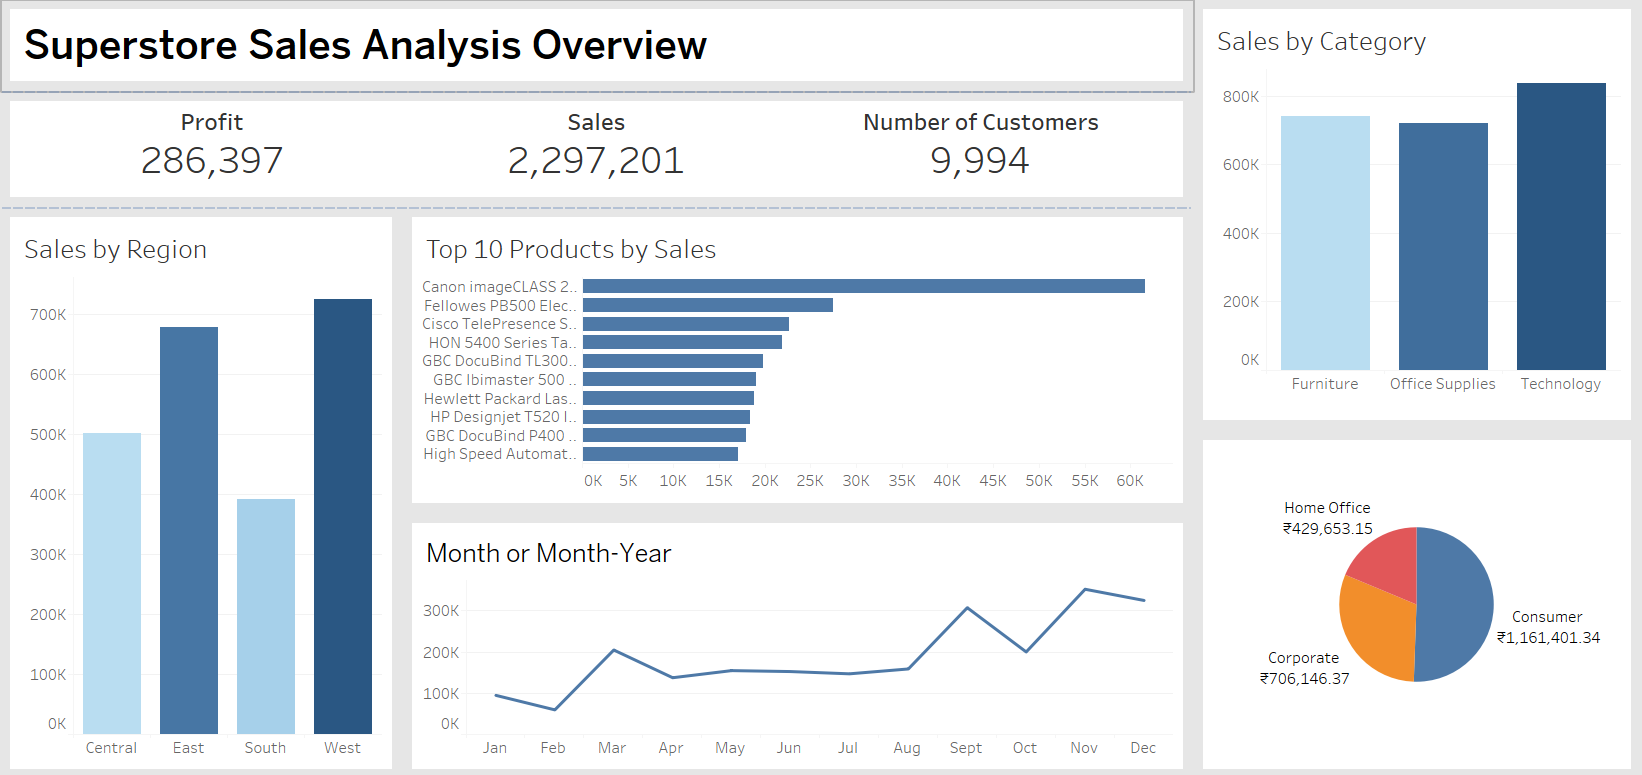 Superstore Sales Analysis Overview
Profit
286,397
Sales
2,297,201
Number of Customers
9,994
Sales by Region
700K
600K
500K
400K
300K
200K
100K
0K
Central East South West
Top 10 Products by Sales
Canon imageCLASS 2..
Fellowes PB500 Elec..
Cisco TelePresence S..
HON 5400 Series Ta..
GBC DocuBind TL300..
GBC Ibimaster 500 ..
Hewlett Packard Las..
HP Designjet T520 I..
GBC DocuBind P400 ..
High Speed Automat..
0K 5K 10K 15K 20K 25K 30K 35K 40K 45K 50K 55K 60K
Month or Month-Year
300K
200K
100K
0K
Jan Feb Mar Apr May Jun Jul Aug Sept Oct Nov Dec
Sales by Category
800K
600K
400K
200K
0K
Furniture Office Supplies Technology
Home Office
₹429,653.15
Consumer
₹1,161,401.34
Corporate
₹706,146.37